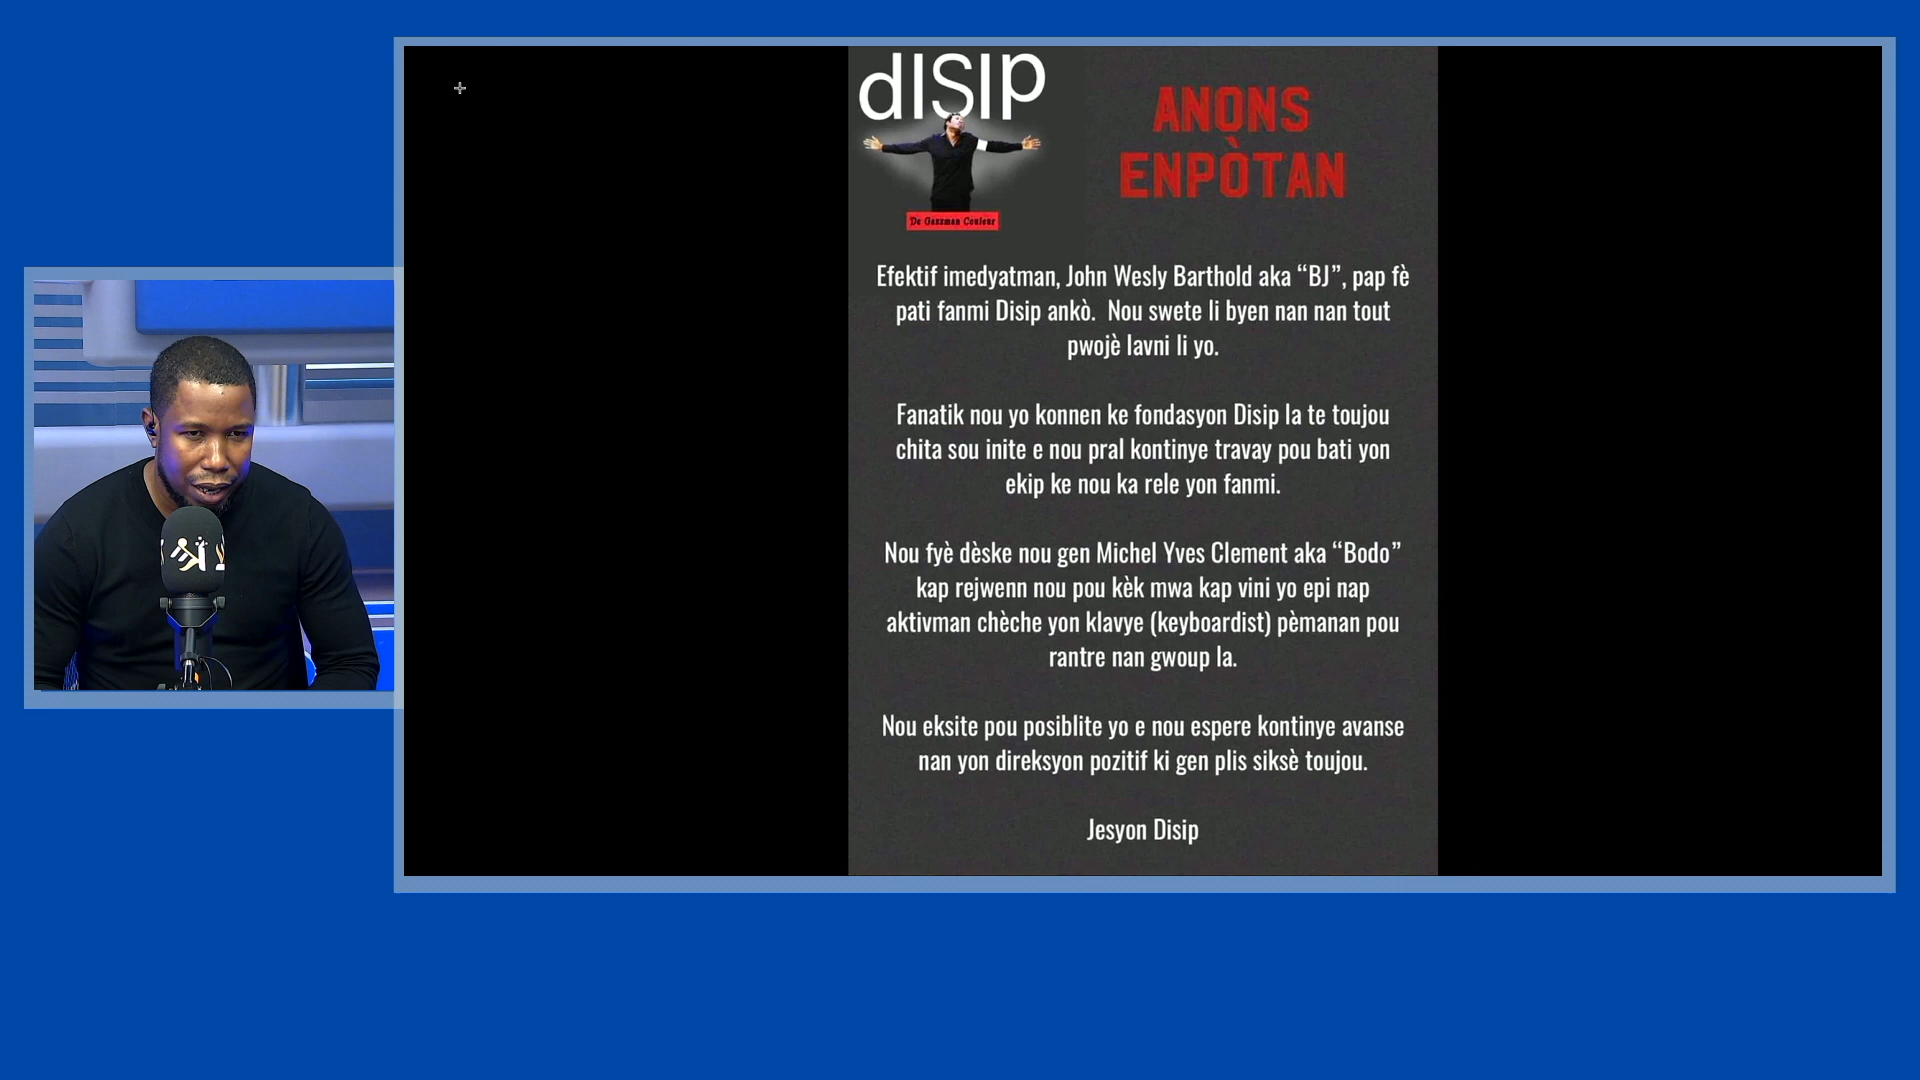 dISIp
De Gazzman Couleur
ANONS
ENPÒTAN
Efektif imedyatman, John Wesly Barthold aka “BJ”, pap fè
pati fanmi Disip ankò.  Nou swete li byen nan nan tout
pwojè lavni li yo.
Fanatik nou yo konnen ke fondasyon Disip la te toujou
chita sou inite e nou pral kontinye travay pou bati yon
ekip ke nou ka rele yon fanmi.
Nou fyè dèske nou gen Michel Yves Clement aka “Bodo”
kap rejwenn nou pou kèk mwa kap vini yo epi nap
aktivman chèche yon klavye (keyboardist) pèmanan pou
rantre nan gwoup la.
Nou eksite pou posiblite yo e nou espere kontinye avanse
nan yon direksyon pozitif ki gen plis siksè toujou.
Jesyon Disip